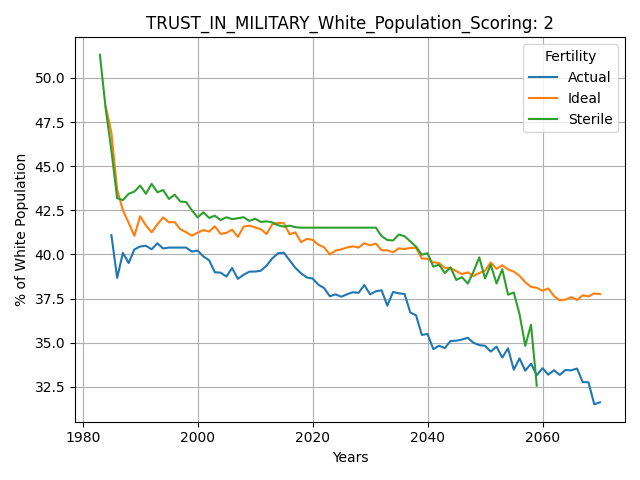 TRUST_IN_MILITARY_White_Population_Scoring: 2
Fertility
Actual
Ideal
Sterile
% of White Population
50.0
47.5
45.0
42.5
40.0
37.5
35.0
32.5
1980
2000
2020
2040
2060
Years